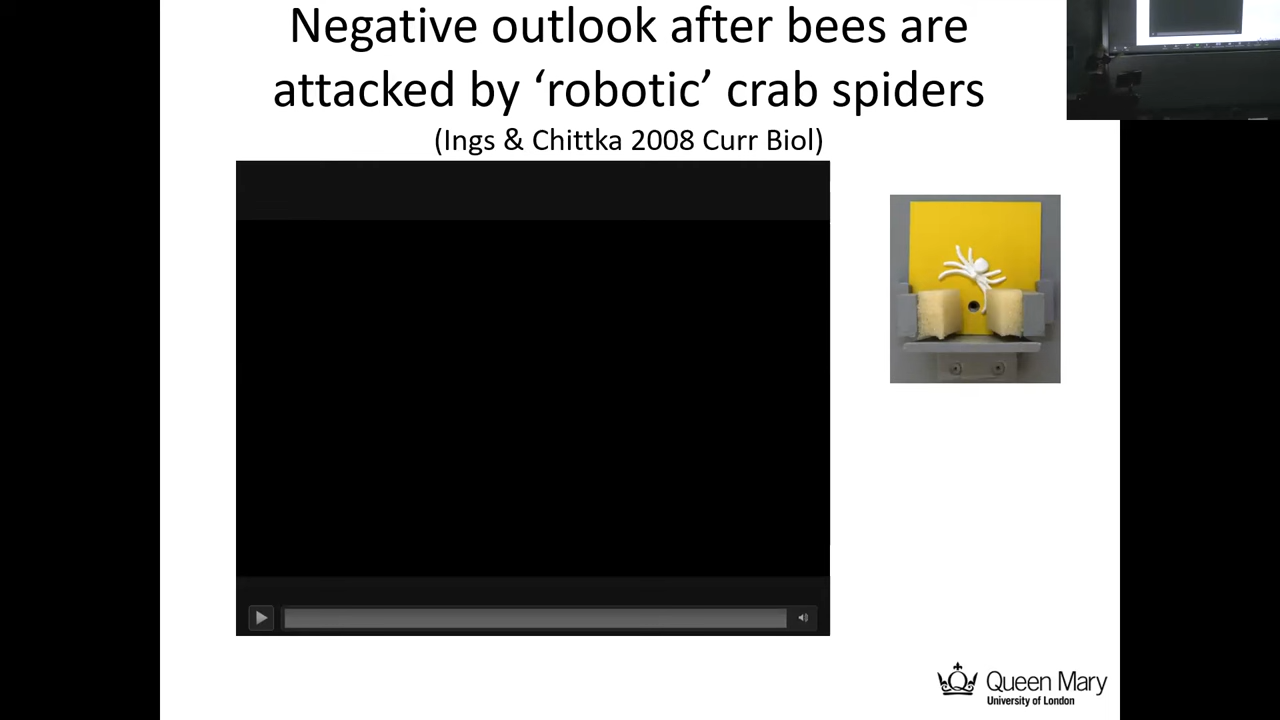 Negative outlook after bees are
attacked by ‘robotic’ crab spiders
(Ings & Chittka 2008 Curr Biol)
Queen Mary
University of London